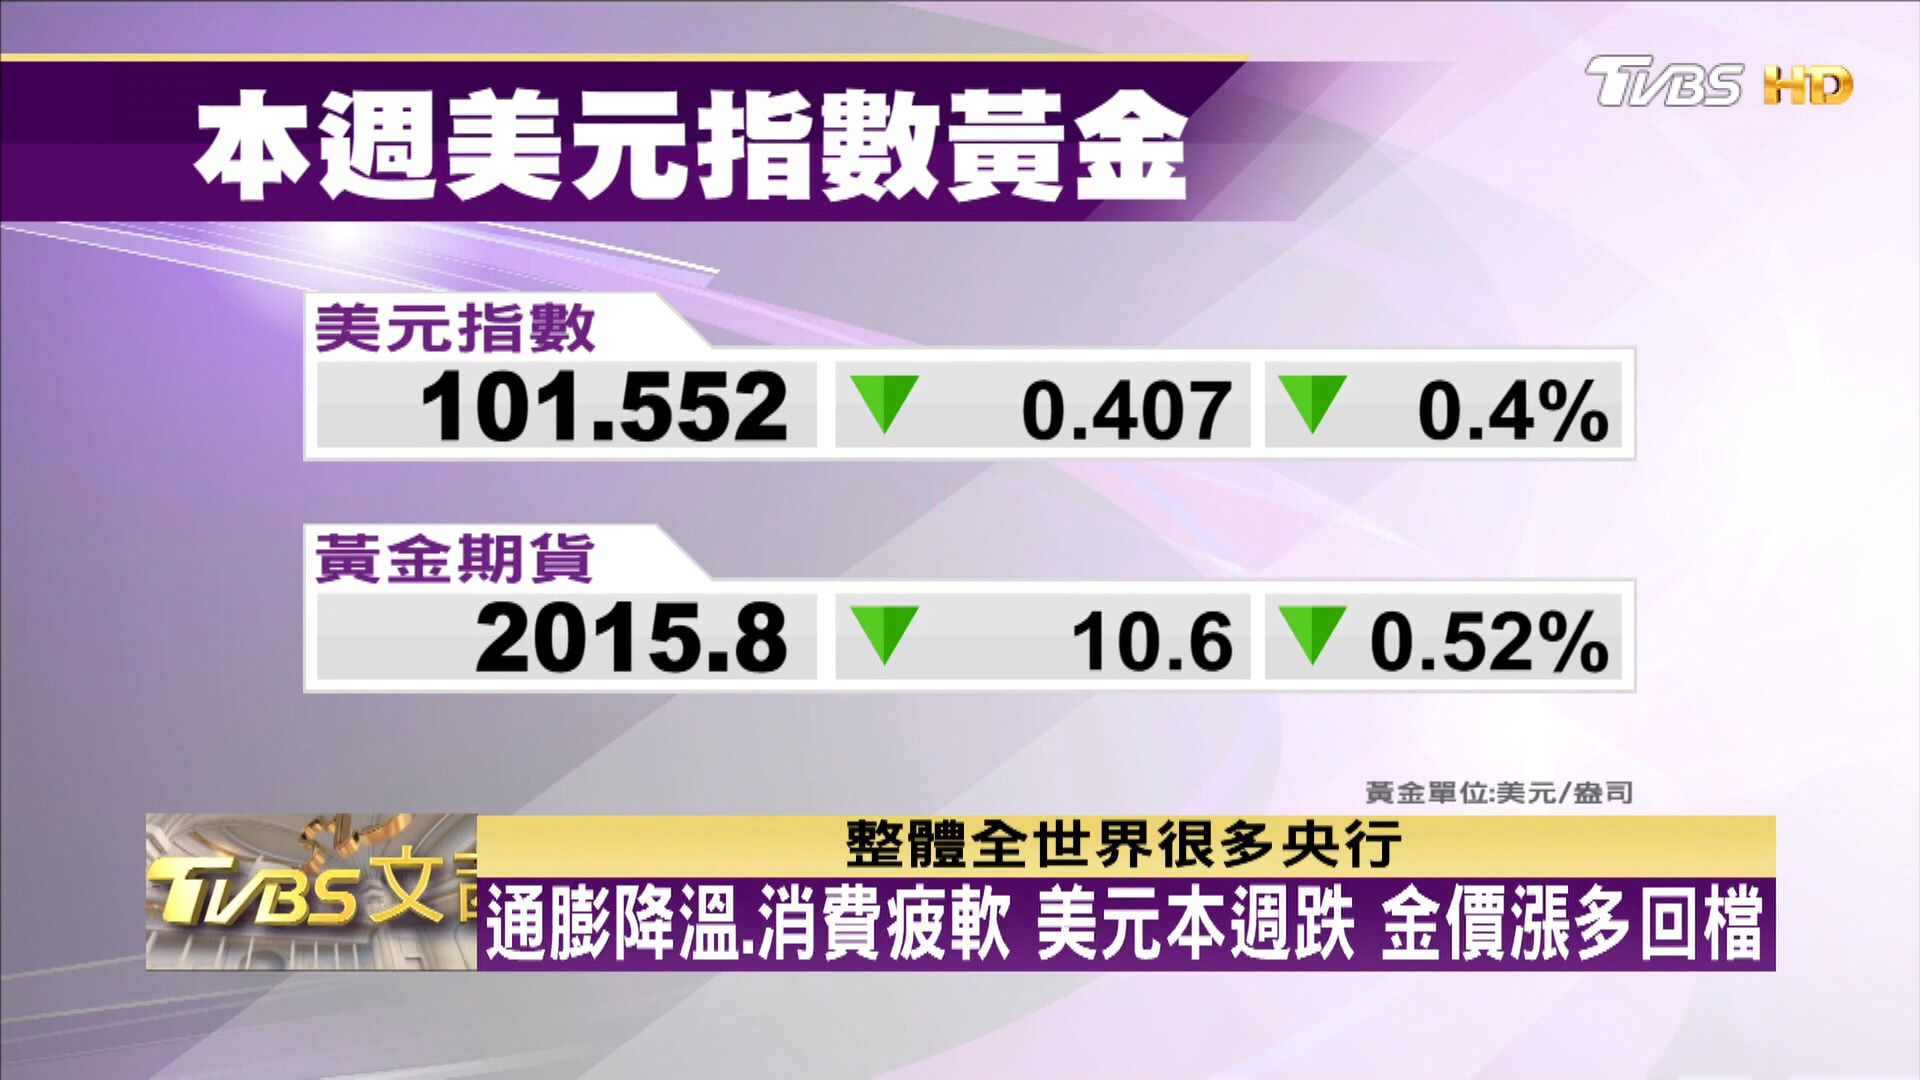 TVBS HD
本週美元指數黃金
美元指數
101.552 0.407 0.4%
黃金期貨
2015.8 10.6 0.52%
黃金單位:美元/盎司
整體全世界很多央行
TVBS 文
通膨降溫.消費疲軟 美元本週跌 金價漲多回檔